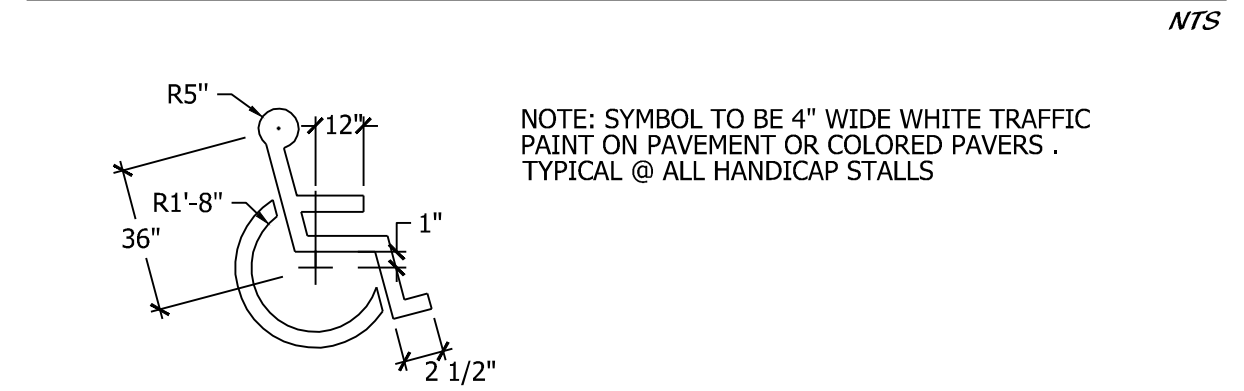 NTS
R5"
12"
NOTE: SYMBOL TO BE 4" WIDE WHITE TRAFFIC
PAINT ON PAVEMENT OR COLORED PAVERS .
TYPICAL @ ALL HANDICAP STALLS
R1'-8"
1"
36"
2 1/2"